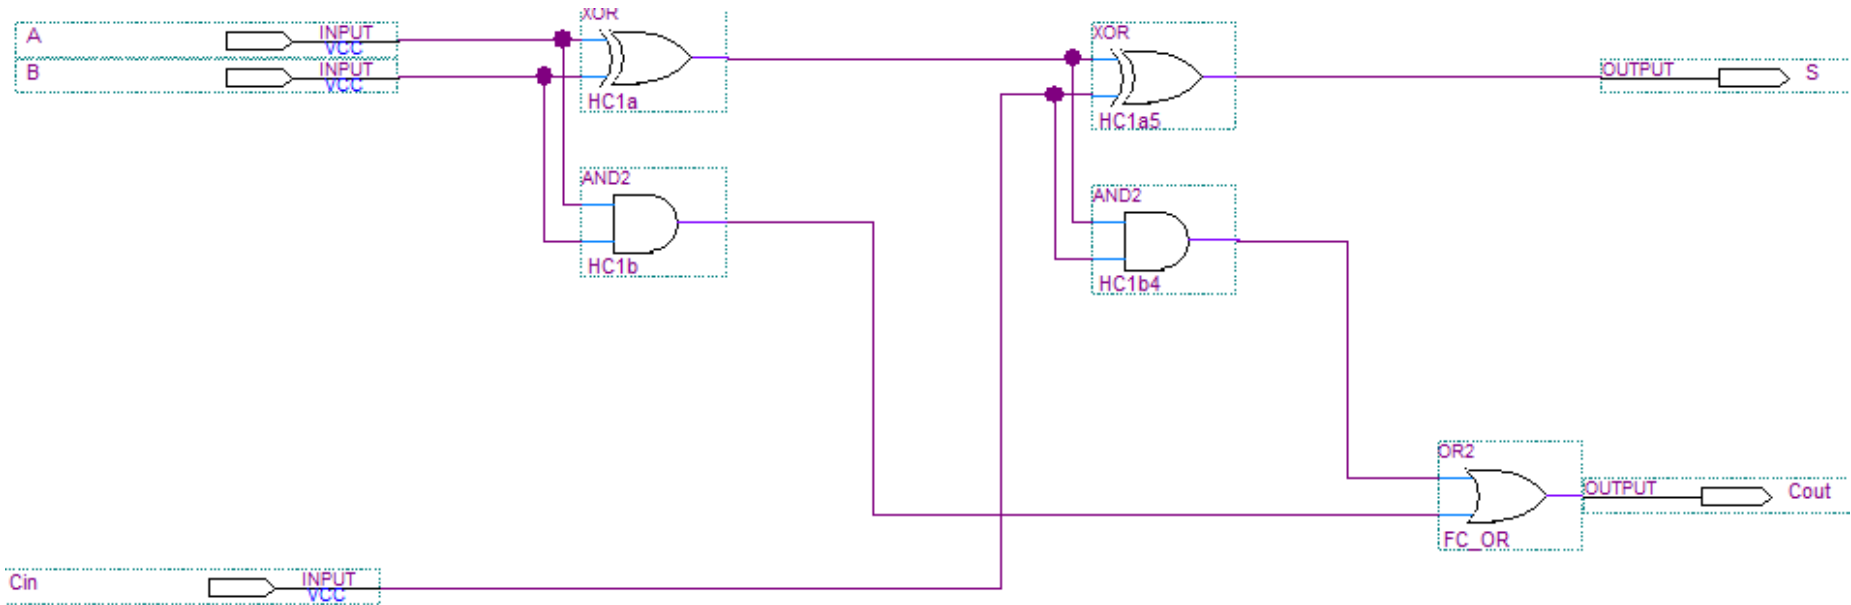 XOR
A INPUT
VCC
XOR
B INPUT
VCC
OUTPUT S
HC1a
HC1a5
AND2
AND2
HC1b
HC1b4
OR2
OUTPUT Cout
FC_OR
Cin INPUT
VCC